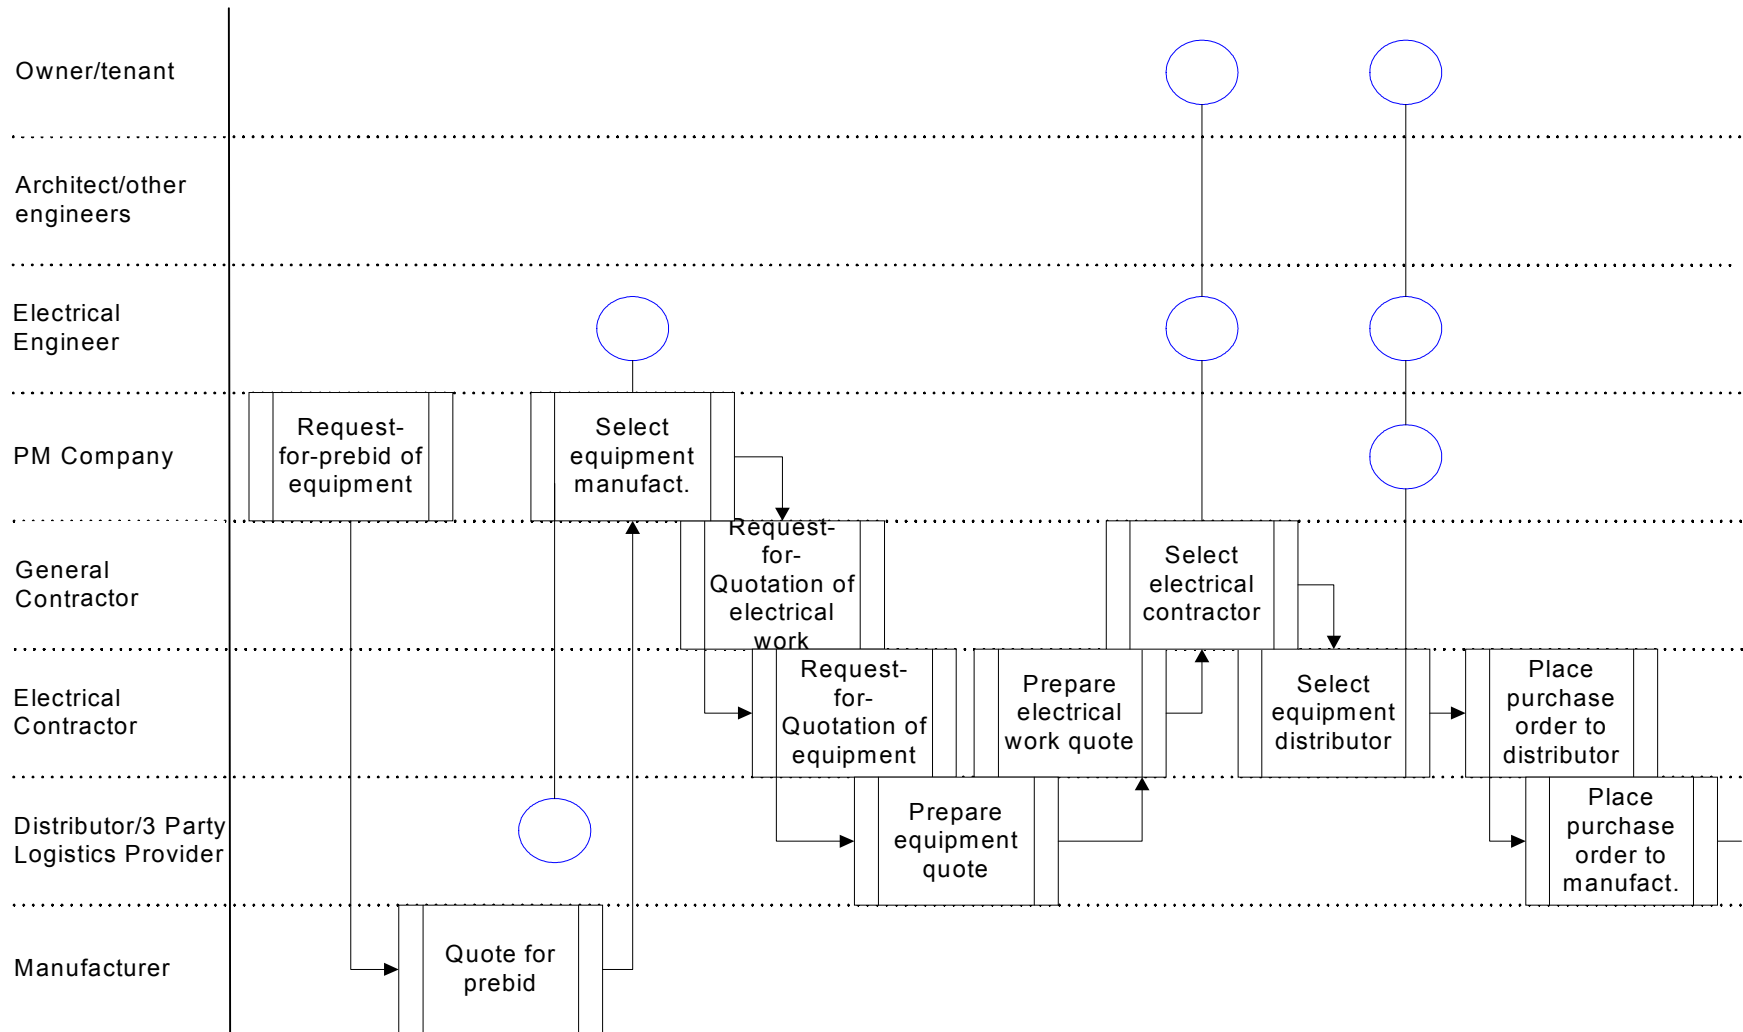 Owner/tenant
Architect/other
engineers
Electrical
Engineer
PM Company
Request-
for-prebid of
equipment
Select
equipment
manufact.
General
Contractor
Request-
for-
Quotation of
electrical
work
Select
electrical
contractor
Electrical
Contractor
Request-
for-
Quotation of
equipment
Prepare
electrical
work quote
Select
equipment
distributor
Place
purchase
order to
distributor
Distributor/3 Party
Logistics Provider
Prepare
equipment
quote
Place
purchase
order to
manufact.
Manufacturer
Quote for
prebid